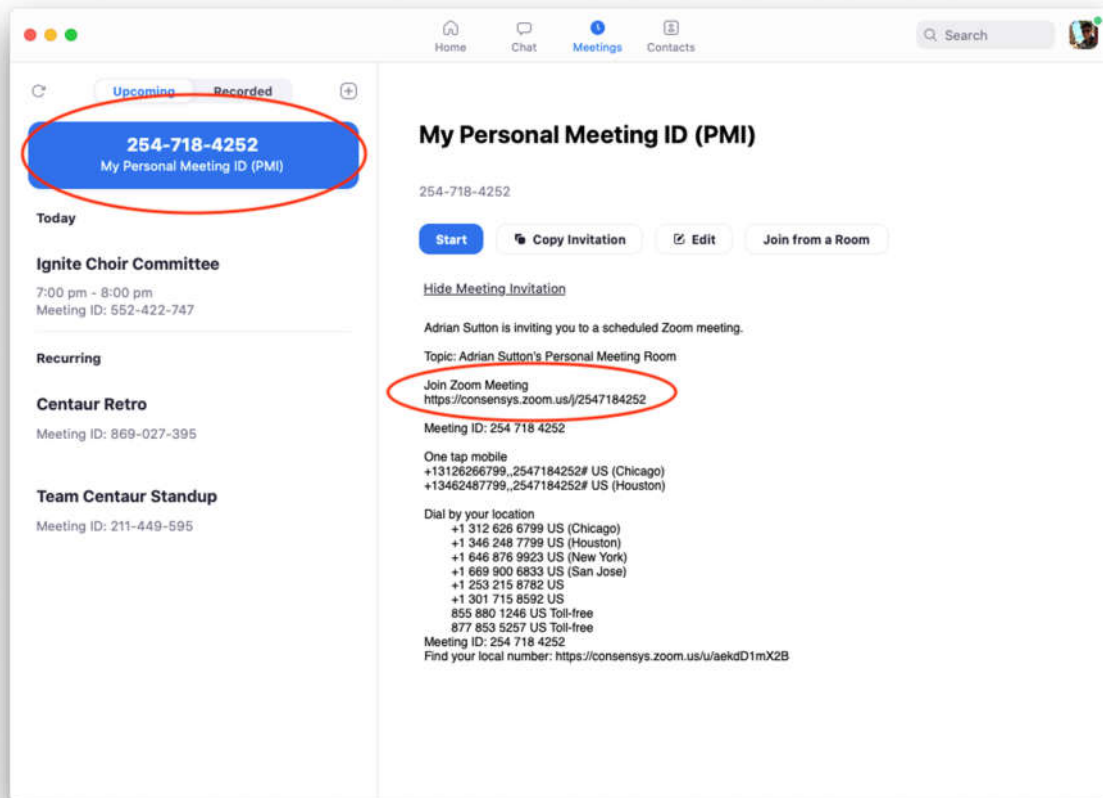 Home
Chat
Meetings
Contacts
Search
Upcoming
Recorded
254-718-4252
My Personal Meeting ID (PMI)
Today
Ignite Choir Committee
7:00 pm - 8:00 pm
Meeting ID: 552-422-747
Recurring
Centaur Retro
Meeting ID: 869-027-395
Team Centaur Standup
Meeting ID: 211-449-595
My Personal Meeting ID (PMI)
254-718-4252
Start
Copy Invitation
Edit
Join from a Room
Hide Meeting Invitation
Adrian Sutton is inviting you to a scheduled Zoom meeting.
Topic: Adrian Sutton's Personal Meeting Room
Join Zoom Meeting
https://consensys.zoom.us/j/2547184252
Meeting ID: 254 718 4252
One tap mobile
+13126266799,,2547184252# US (Chicago)
+13462487799,,2547184252# US (Houston)
Dial by your location
+1 312 626 6799 US (Chicago)
+1 346 248 7799 US (Houston)
+1 646 876 9923 US (New York)
+1 669 900 6833 US (San Jose)
+1 253 215 8782 US
+1 301 715 8592 US
855 880 1246 US Toll-free
877 853 5257 US Toll-free
Meeting ID: 254 718 4252
Find your local number: https://consensys.zoom.us/u/aekdD1mX2B